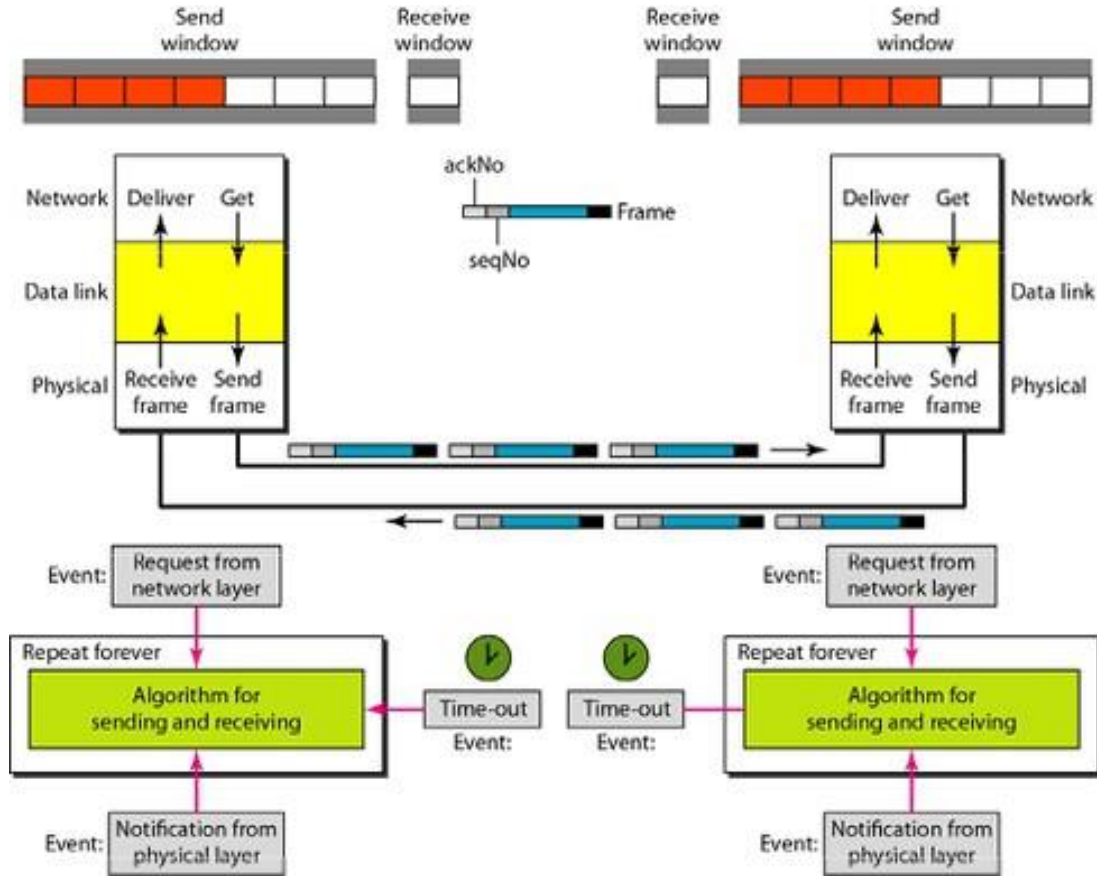 Send
window
Receive
window
Receive
window
Send
window
ackNo
Frame
seqNo
Network
Deliver
Get
Deliver
Get
Network
Data link
Data link
Physical
Receive
frame
Send
frame
Receive
frame
Send
frame
Physical
Event:
Request from
network layer
Event:
Request from
network layer
Repeat forever
Algorithm for
sending and receiving
Time-out
Event:
Time-out
Event:
Repeat forever
Algorithm for
sending and receiving
Event:
Notification from
physical layer
Event:
Notification from
physical layer